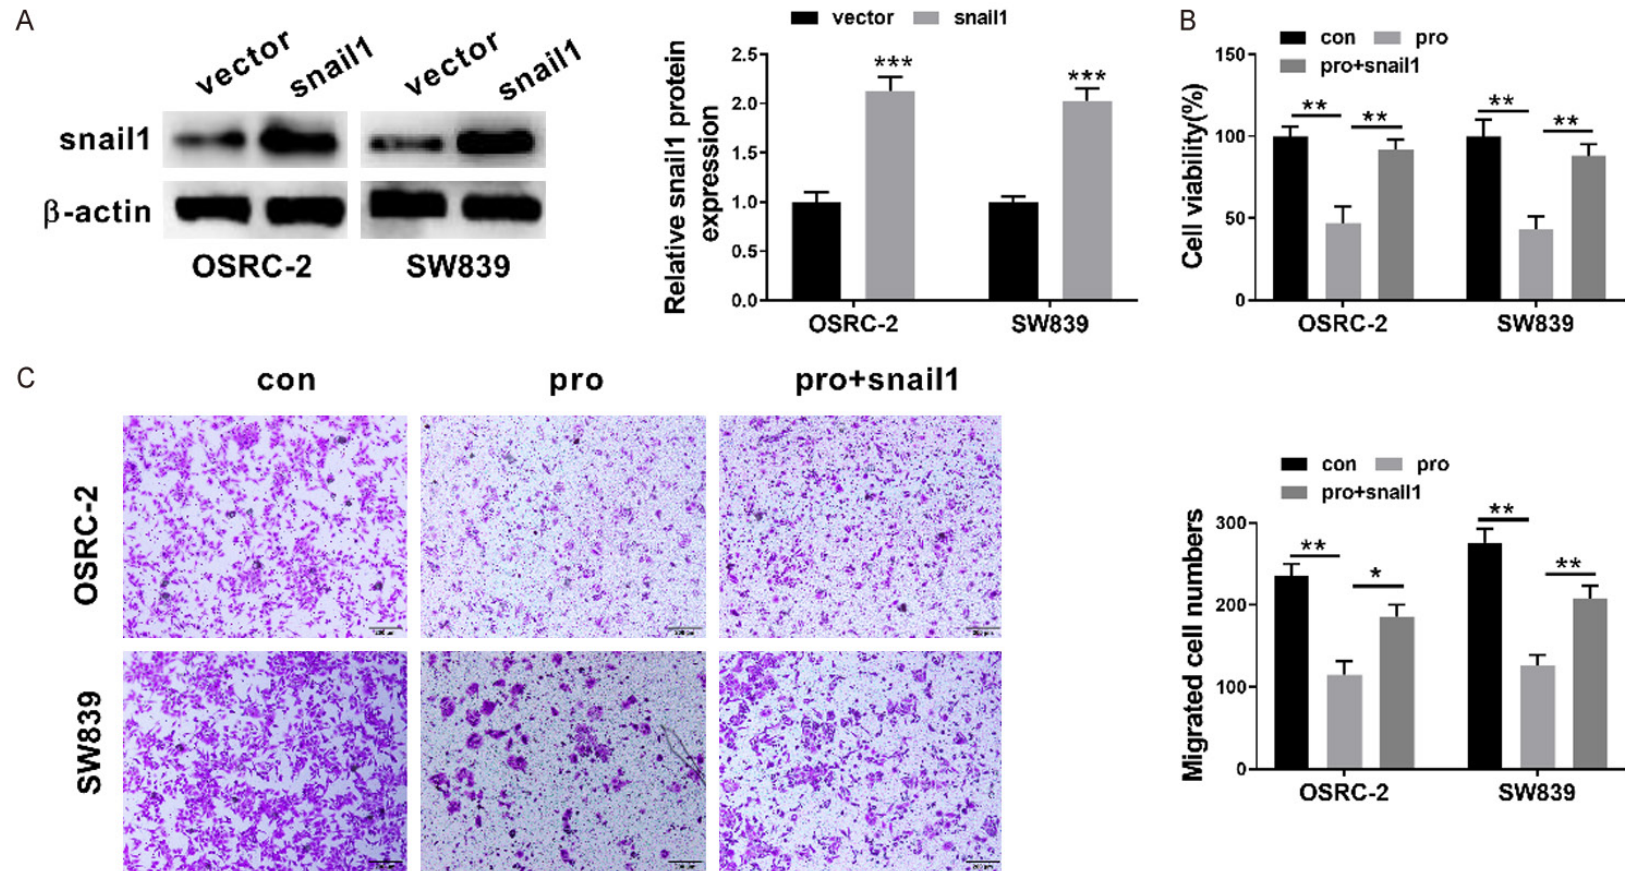 A
vector snail1 vector snail1
snail1
β-actin
OSRC-2 SW839
vector snail1
Relative snail1 protein
expression
2.5
2.0
1.5
1.0
0.5
0.0
*** ***
OSRC-2 SW839
B
con pro
pro+snail1
Cell viability(%)
150
100
50
0
** ** ** **
OSRC-2 SW839
C
con pro pro+snail1
OSRC-2
SW839
con pro
pro+snail1
Migrated cell numbers
300
200
100
0
** * ** **
OSRC-2 SW839